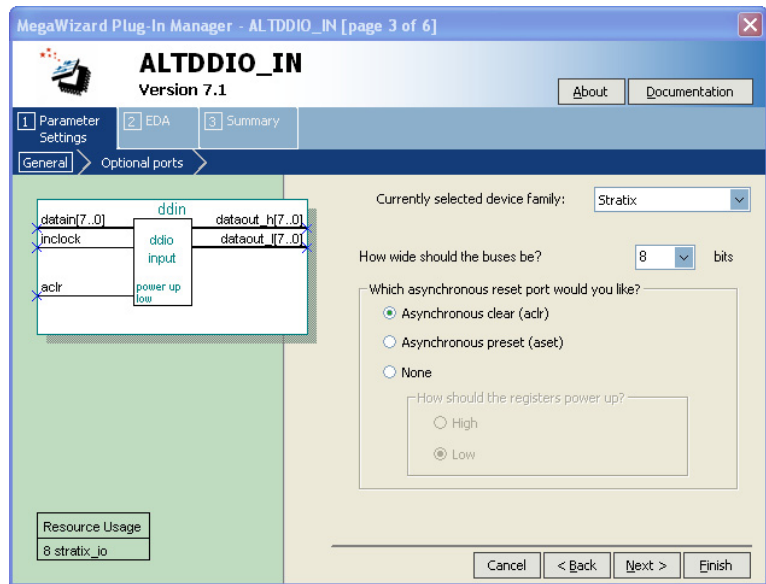 MegaWizard Plug-In Manager - ALTDDIO_IN [page 3 of 6]
ALTDDIO_IN
Version 7.1
About
Documentation
1 Parameter Settings
2 EDA
3 Summary
General
Optional ports
ddin
datain[7..0]
dataout_h[7..0]
inclock
dataout_l[7..0]
ddio
input
aclr
power up
low
Resource Usage
8 stratix_io
Currently selected device family:
Stratix
How wide should the buses be?
8
bits
Which asynchronous reset port would you like?
Asynchronous clear (aclr)
Asynchronous preset (aset)
None
How should the registers power up?
High
Low
Cancel
< Back
Next >
Finish